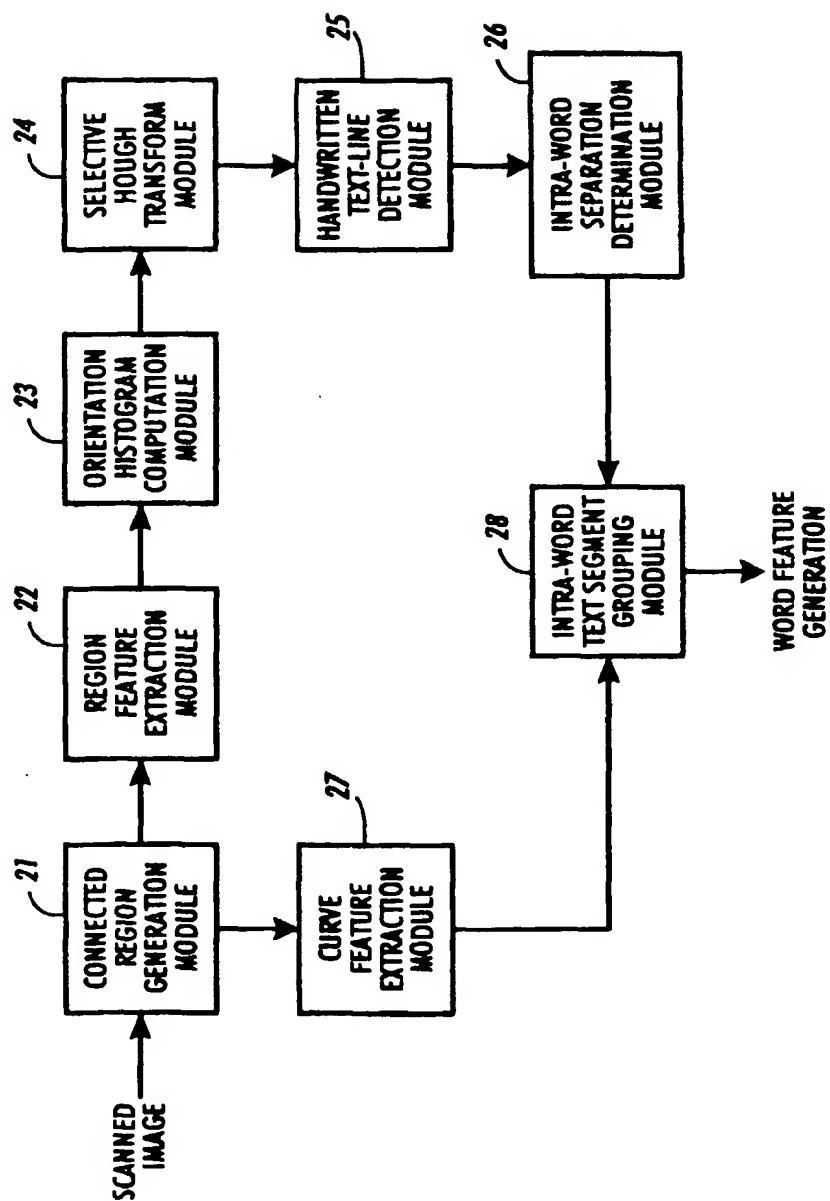 SCANNED
IMAGE
21
CONNECTED
REGION
GENERATION
MODULE
22
REGION
FEATURE
EXTRACTION
MODULE
23
ORIENTATION
HISTOGRAM
COMPUTATION
MODULE
24
SELECTIVE
HOUGH
TRANSFORM
MODULE
27
CURVE
FEATURE
EXTRACTION
MODULE
25
HANDWRITTEN
TEXT-LINE
DETECTION
MODULE
28
INTRA-WORD
TEXT SEGMENT
GROUPING
MODULE
26
INTRA-WORD
SEPARATION
DETERMINATION
MODULE
WORD FEATURE
GENERATION